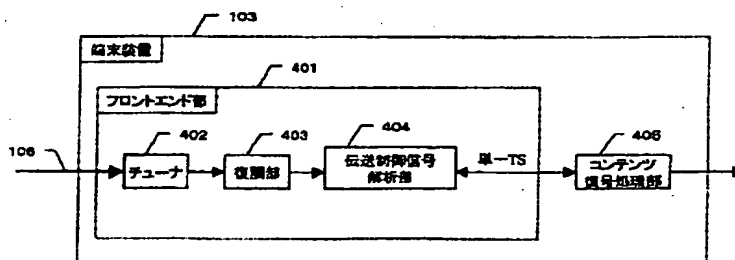 103
端末装置
401
フロントエンド部
402
403
404
405
106
チューナ
復調部
伝送制御信号
解析部
単一TS
コンテンツ
信号処理部